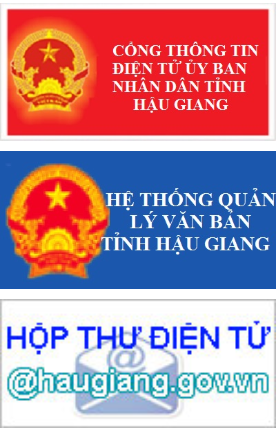 CỔNG THÔNG TIN
ĐIỆN TỬ ỦY BAN
NHÂN DÂN TỈNH
HẬU GIANG
HỆ THỐNG QUẢN
LÝ VĂN BẢN
TỈNH HẬU GIANG
HỘP THƯ ĐIỆN TỬ
@haugiang.gov.vn